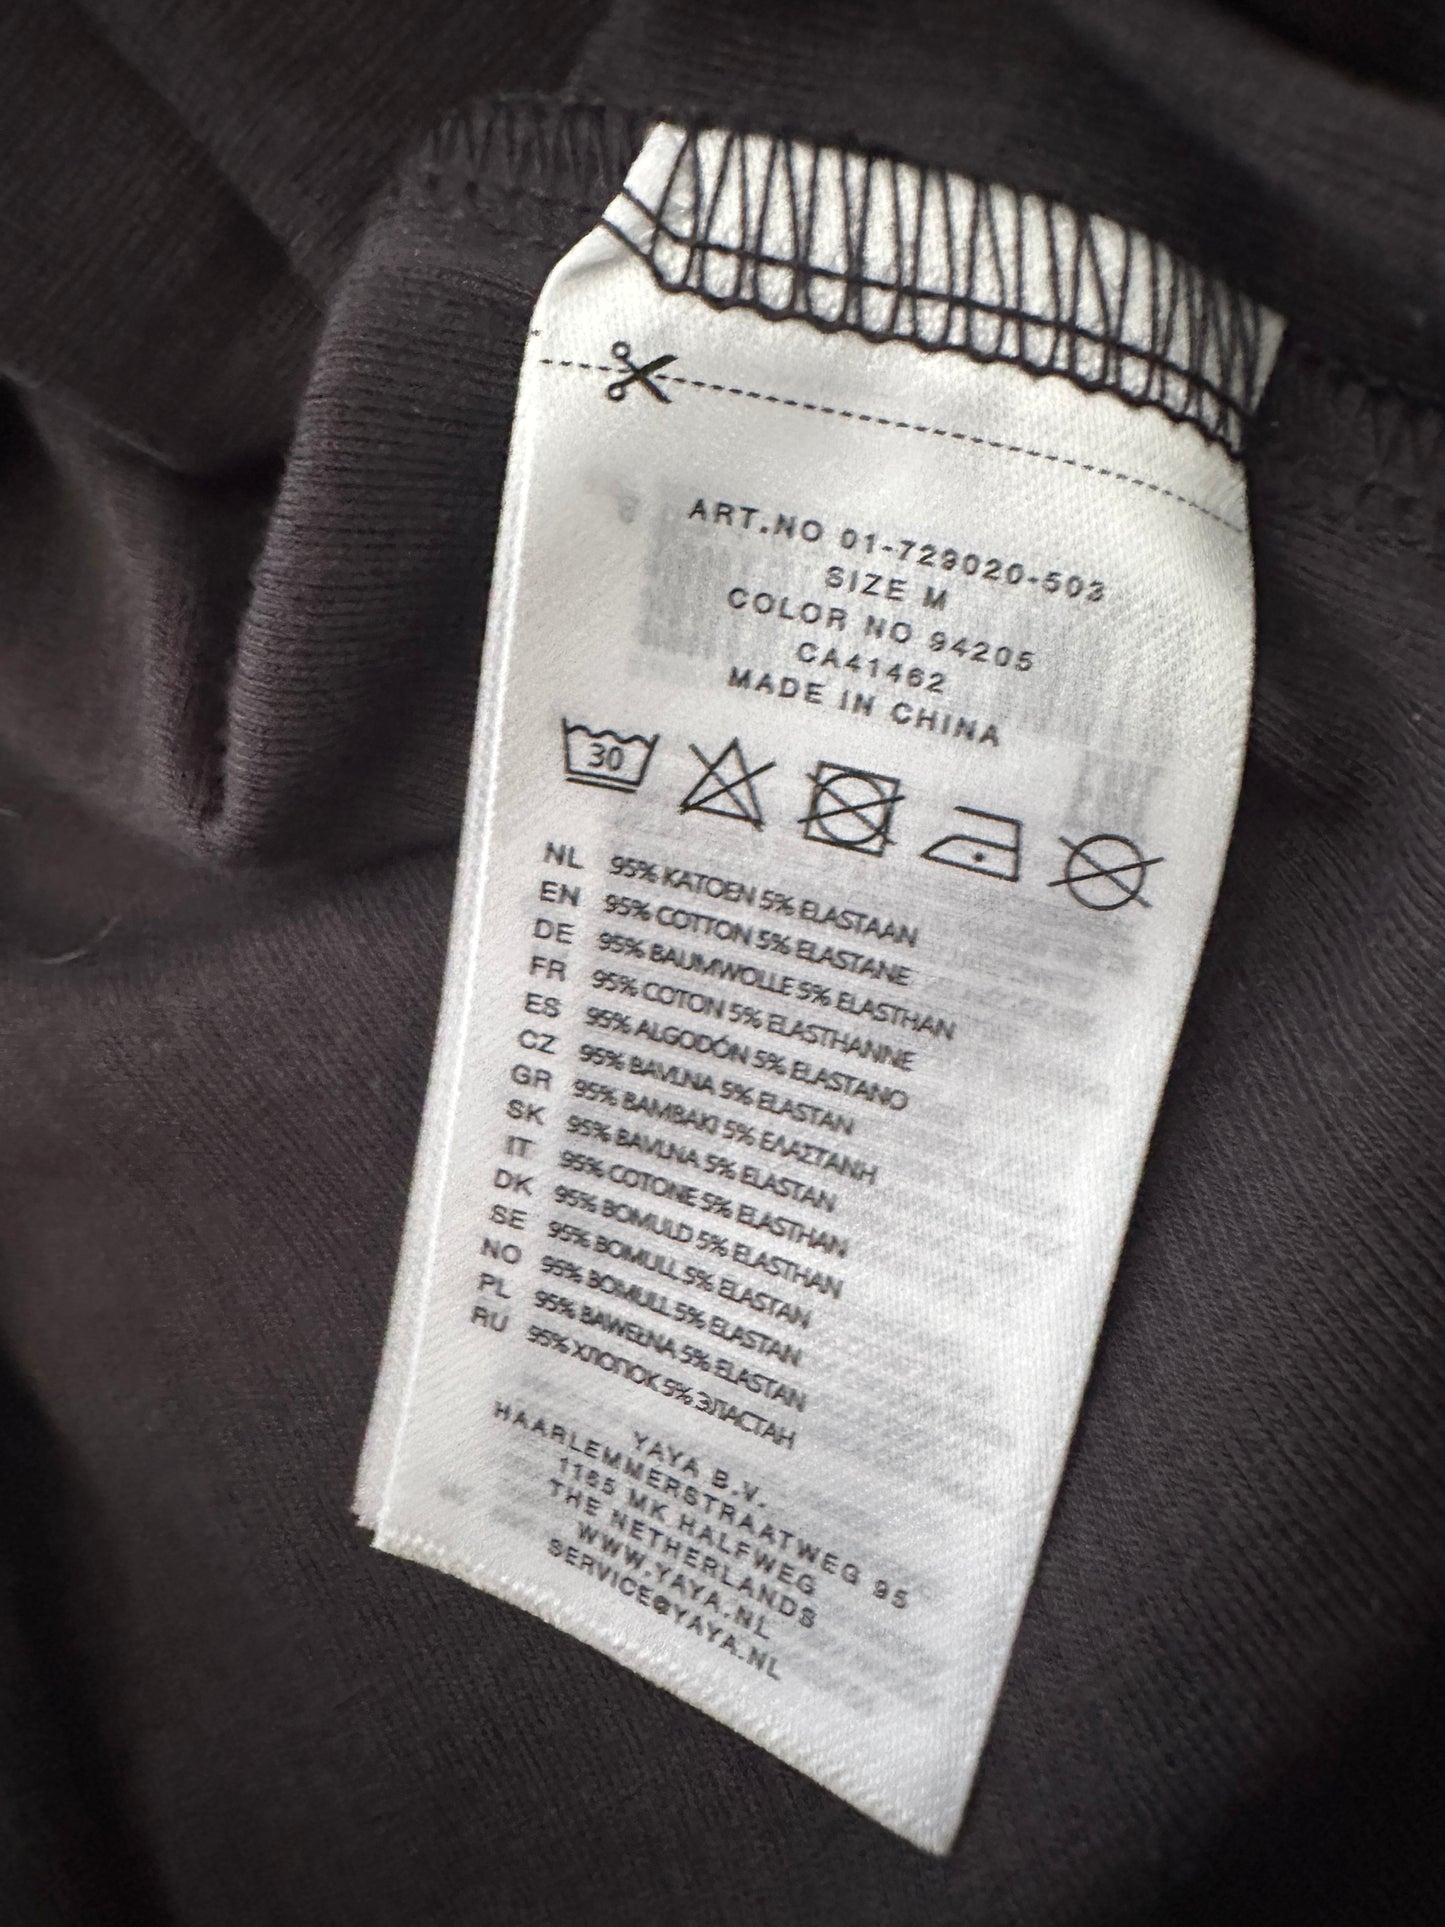 ART.NO 01-729020-503
SIZE M
COLOR NO 94205
CA41462
MADE IN CHINA
30
NL 95% KATOEN 5% ELASTAAN
EN 95% COTTON 5% ELASTANE
DE 95% BAUMWOLLE 5% ELASTHAN
FR 95% COTON 5% ELASTHANNE
ES 95% ALGODÓN 5% ELASTANO
CZ 95% BAVLNA 5% ELASTAN
GR 95% BAMBAKI 5% ΕΛΑΣΤΑΝΗ
SK 95% BAVLNA 5% ELASTAN
IT 95% COTONE 5% ELASTHAN
DK 95% BOMULD 5% ELASTHAN
SE 95% BOMULL 5% ELASTAN
NO 95% BOMULL 5% ELASTAN
PL 95% BAWEŁNA 5% ELASTAN
RU 95% ХЛОПОК 5% ЭЛАСТАН
YAYA B.V.
HAARLEMMERSTRAATWEG 95
1165 MK HALFWEG
THE NETHERLANDS
WWW.YAYA.NL
SERVICE@YAYA.NL